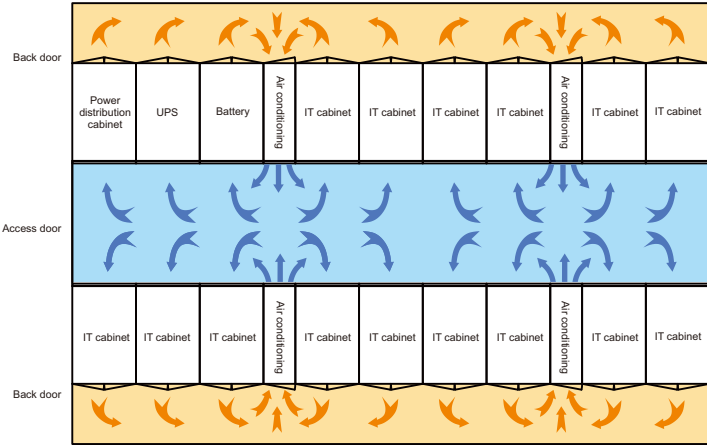 Back door
Power
distribution
cabinet
UPS
Battery
Air conditioning
IT cabinet
IT cabinet
IT cabinet
IT cabinet
Air conditioning
IT cabinet
IT cabinet
Access door
IT cabinet
IT cabinet
IT cabinet
Air conditioning
IT cabinet
IT cabinet
IT cabinet
IT cabinet
Air conditioning
IT cabinet
IT cabinet
Back door